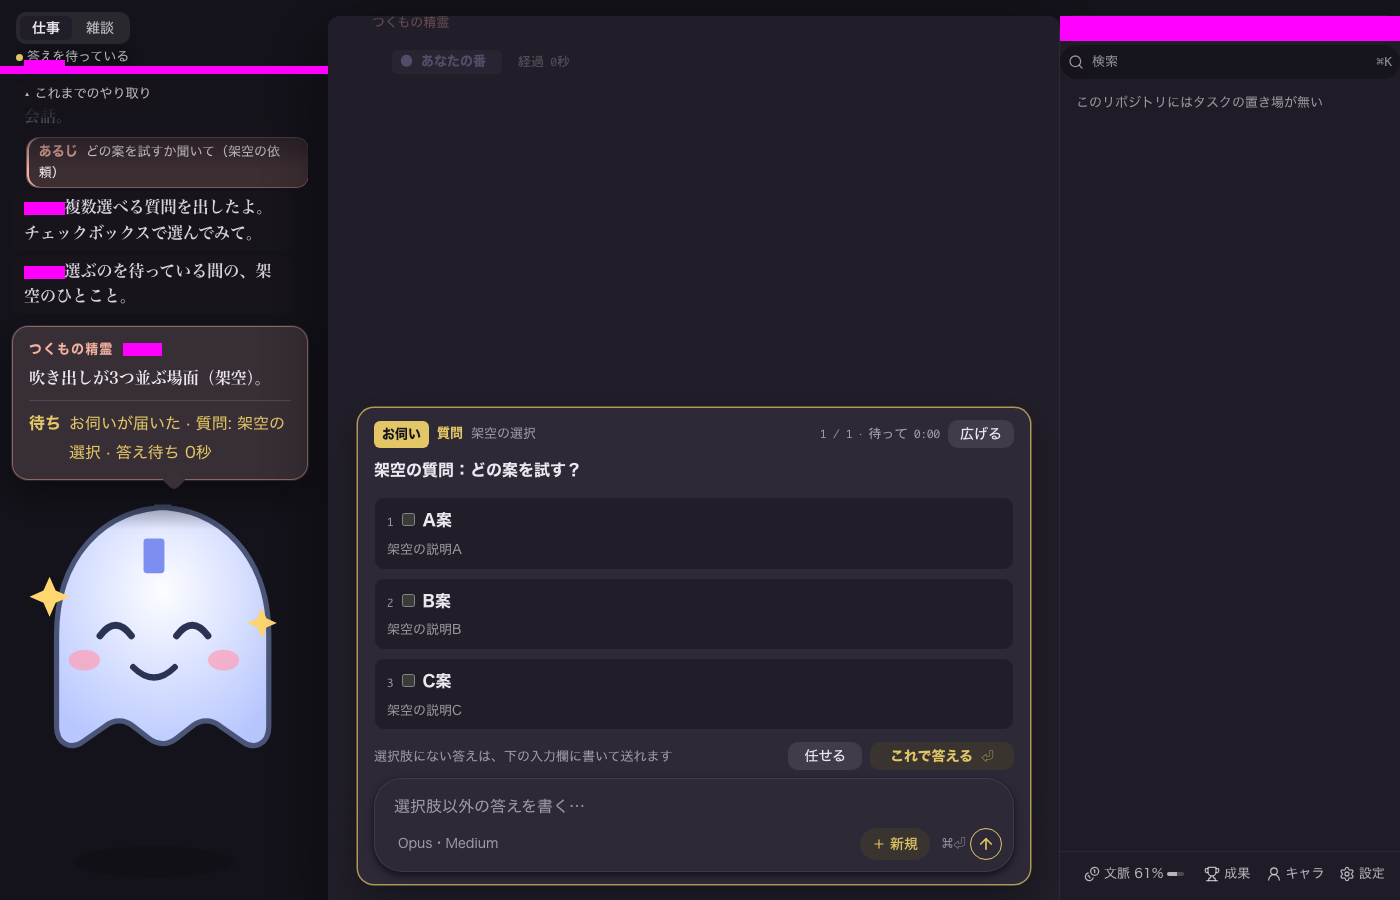 仕事 雑談
答えを待っている
これまでのやり取り
会話。
あるじ どの案を試すか聞いて（架空の依
頼）
複数選べる質問を出したよ。
チェックボックスで選んでみて。
選ぶのを待っている間の、架
空のひとこと。
つくもの精霊
吹き出しが3つ並ぶ場面（架空）。
待ち お伺いが届いた · 質問: 架空の
選択 · 答え待ち 0秒
つくもの精霊
あなたの番 経過 0秒
お伺い 質問 架空の選択 1 / 1 · 待って 0:00 広げる
架空の質問：どの案を試す？
1 A案
架空の説明A
2 B案
架空の説明B
3 C案
架空の説明C
選択肢にない答えは、下の入力欄に書いて送れます 任せる これで答える ⏎
選択肢以外の答えを書く…
Opus・Medium + 新規 ⌘⏎
検索 ⌘K
このリポジトリにはタスクの置き場が無い
文脈 61% 成果 キャラ 設定